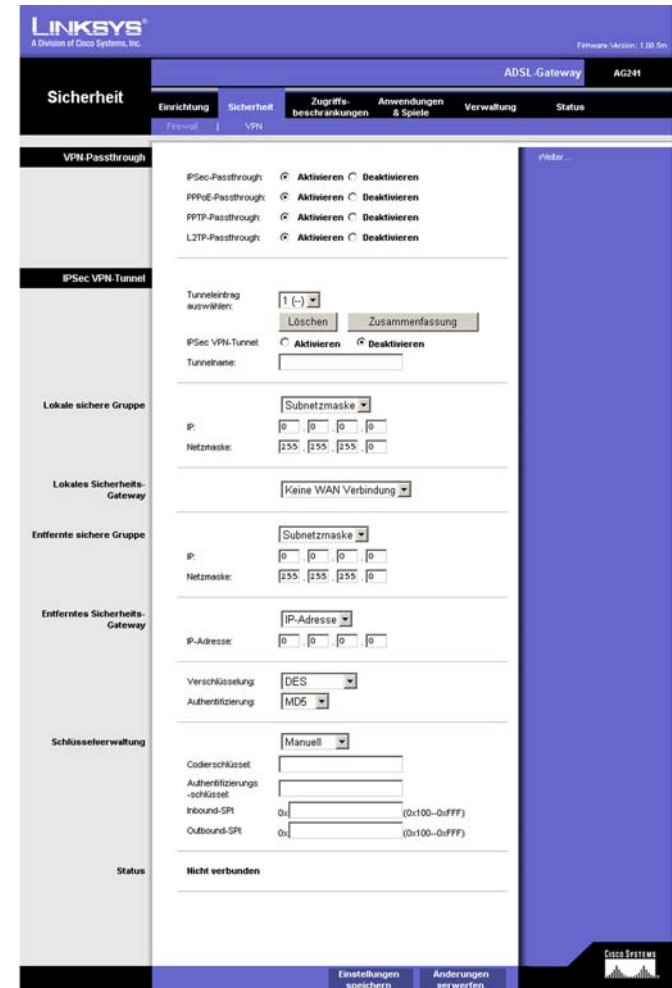 LINKSYS®
A Division of Cisco Systems, Inc.
Firmware-Version: 1.00.5m
ADSL-Gateway AG241
Sicherheit
Einrichtung Sicherheit Zugriffs-beschränkungen Anwendungen & Spiele Verwaltung Status
Firewall | VPN
VPN-Passthrough
Weiter...
IPSec-Passthrough: Aktivieren Deaktivieren
PPPoE-Passthrough: Aktivieren Deaktivieren
PPTP-Passthrough: Aktivieren Deaktivieren
L2TP-Passthrough: Aktivieren Deaktivieren
IPSec VPN-Tunnel
Tunneleintrag
auswählen: 1 (--)
Löschen Zusammenfassung
IPSec VPN-Tunnel: Aktivieren Deaktivieren
Tunnelname:
Lokale sichere Gruppe Subnetzmaske
IP: 0 . 0 . 0 . 0
Netzmaske: 255 . 255 . 255 . 0
Lokales Sicherheits-
Gateway Keine WAN Verbindung
Entfernte sichere Gruppe Subnetzmaske
IP: 0 . 0 . 0 . 0
Netzmaske: 255 . 255 . 255 . 0
Entferntes Sicherheits-
Gateway IP-Adresse
IP-Adresse: 0 . 0 . 0 . 0
Verschlüsselung: DES
Authentifizierung: MD5
Schlüsselverwaltung Manuell
Codierschlüssel:
Authentifizierungs
-schlüssel:
Inbound-SPI: 0x (0x100--0xFFF)
Outbound-SPI: 0x (0x100--0xFFF)
Status Nicht verbunden
CISCO SYSTEMS
Einstellungen speichern Änderungen verwerfen